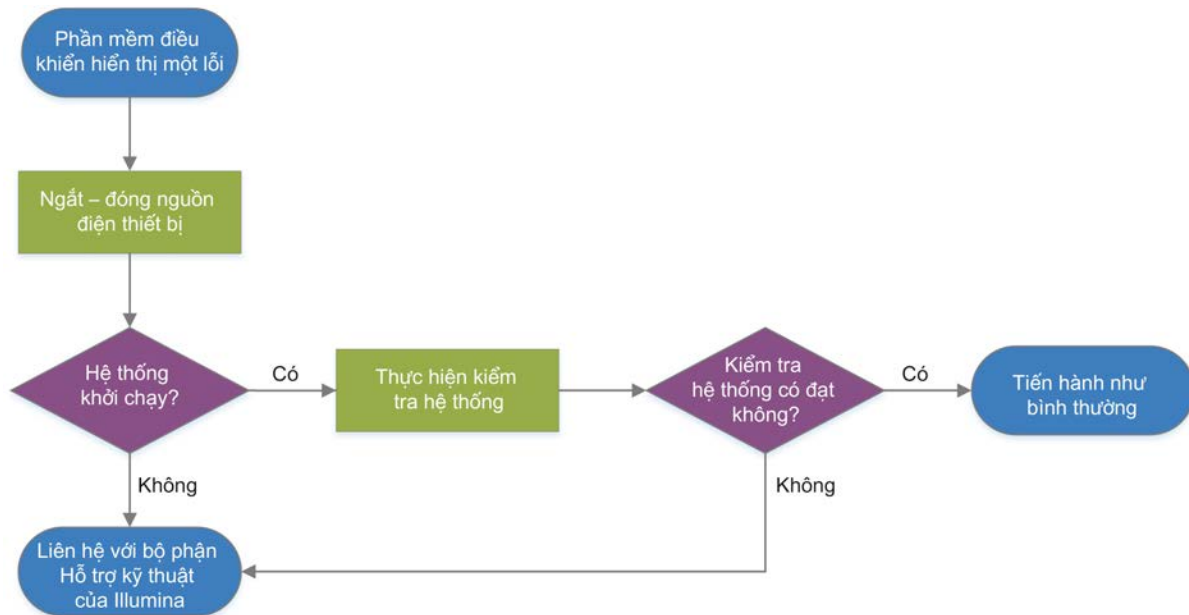 Phần mềm điều
khiển hiển thị một lỗi
Ngắt – đóng nguồn
điện thiết bị
Hệ thống
khởi chạy?
Có
Thực hiện kiểm
tra hệ thống
Kiểm tra
hệ thống có đạt
không?
Có
Tiến hành như
bình thường
Không
Không
Liên hệ với bộ phận
Hỗ trợ kỹ thuật
của Illumina